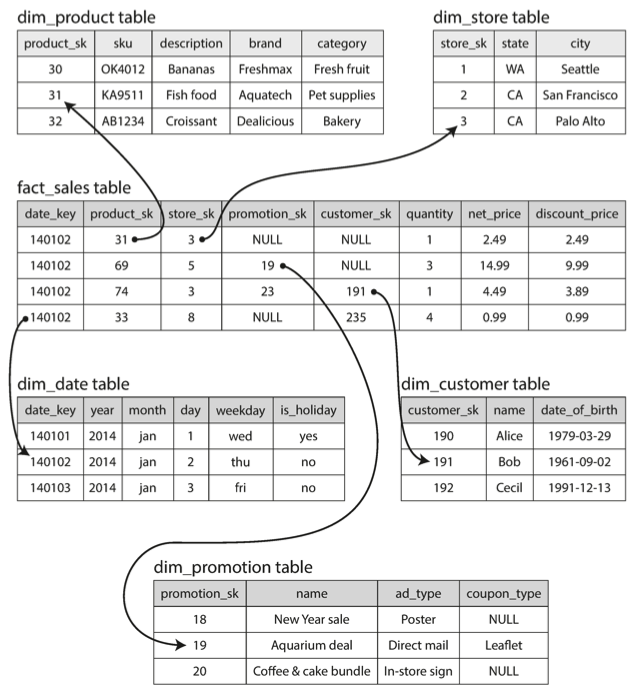 dim_product table
product_sk sku description brand category
30 OK4012 Bananas Freshmax Fresh fruit
31 KA9511 Fish food Aquatech Pet supplies
32 AB1234 Croissant Dealicious Bakery
dim_store table
store_sk state city
1 WA Seattle
2 CA San Francisco
3 CA Palo Alto
fact_sales table
date_key product_sk store_sk promotion_sk customer_sk quantity net_price discount_price
140102 31 3 NULL NULL 1 2.49 2.49
140102 69 5 19 NULL 3 14.99 9.99
140102 74 3 23 191 1 4.49 3.89
140102 33 8 NULL 235 4 0.99 0.99
dim_date table
date_key year month day weekday is_holiday
140101 2014 jan 1 wed yes
140102 2014 jan 2 thu no
140103 2014 jan 3 fri no
dim_customer table
customer_sk name date_of_birth
190 Alice 1979-03-29
191 Bob 1961-09-02
192 Cecil 1991-12-13
dim_promotion table
promotion_sk name ad_type coupon_type
18 New Year sale Poster NULL
19 Aquarium deal Direct mail Leaflet
20 Coffee & cake bundle In-store sign NULL